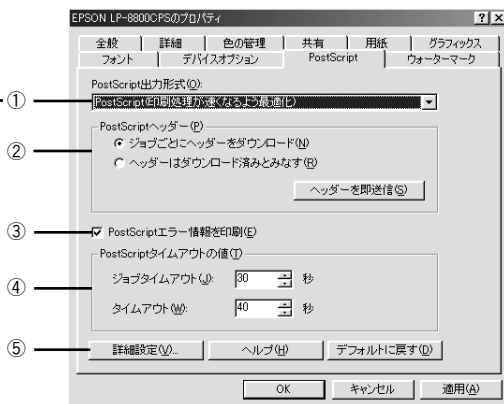 EPSON LP-8800CPSのプロパティ
全般 詳細 色の管理 共有 用紙 グラフィックス
フォント デバイスオプション PostScript ウォーターマーク
PostScript出力形式(O):
① PostScript(印刷処理が速くなるよう最適化)
PostScriptヘッダー(P)
② ジョブごとにヘッダーをダウンロード(N)
ヘッダーはダウンロード済みとみなす(R)
ヘッダーを即送信(S)
③ PostScriptエラー情報を印刷(E)
PostScriptタイムアウトの値(T)
ジョブタイムアウト(J): 30 秒
④
タイムアウト(W): 40 秒
⑤ 詳細設定(V)... ヘルプ(H) デフォルトに戻す(D)
OK キャンセル 適用(A)